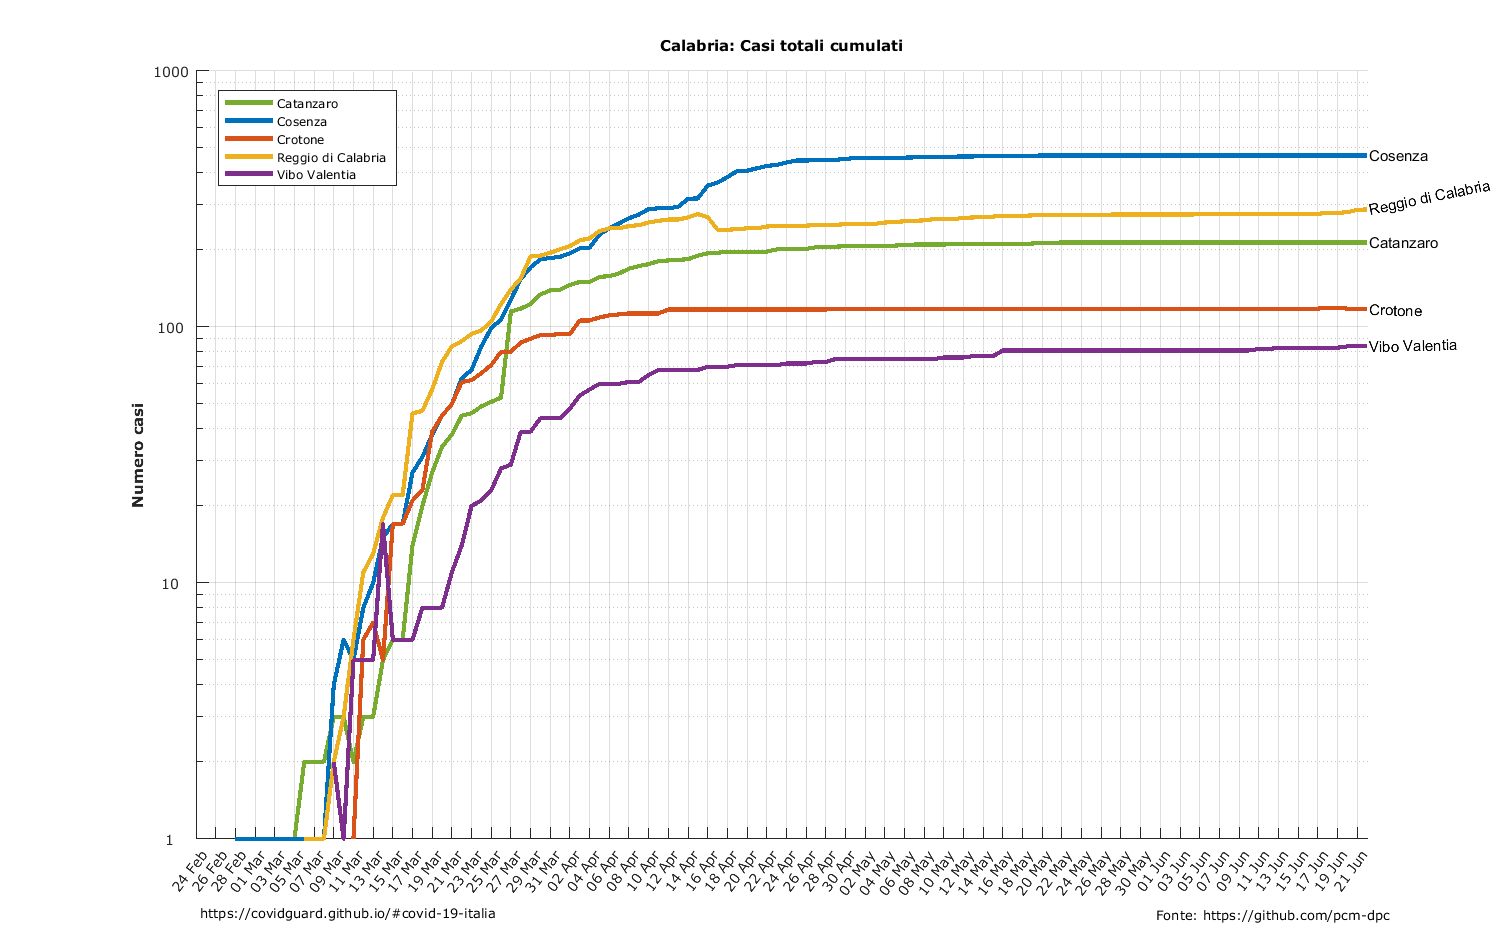 Calabria: Casi totali cumulati
1000
100
10
1
Numero casi
Catanzaro
Cosenza
Crotone
Reggio di Calabria
Vibo Valentia
Cosenza
Reggio di Calabria
Catanzaro
Crotone
Vibo Valentia
24 Feb
26 Feb
28 Feb
01 Mar
03 Mar
05 Mar
07 Mar
09 Mar
11 Mar
13 Mar
15 Mar
17 Mar
19 Mar
21 Mar
23 Mar
25 Mar
27 Mar
29 Mar
31 Mar
02 Apr
04 Apr
06 Apr
08 Apr
10 Apr
12 Apr
14 Apr
16 Apr
18 Apr
20 Apr
22 Apr
24 Apr
26 Apr
28 Apr
30 Apr
02 May
04 May
06 May
08 May
10 May
12 May
14 May
16 May
18 May
20 May
22 May
24 May
26 May
28 May
30 May
01 Jun
03 Jun
05 Jun
07 Jun
09 Jun
11 Jun
13 Jun
15 Jun
17 Jun
19 Jun
21 Jun
https://covidguard.github.io/#covid-19-italia
Fonte: https://github.com/pcm-dpc